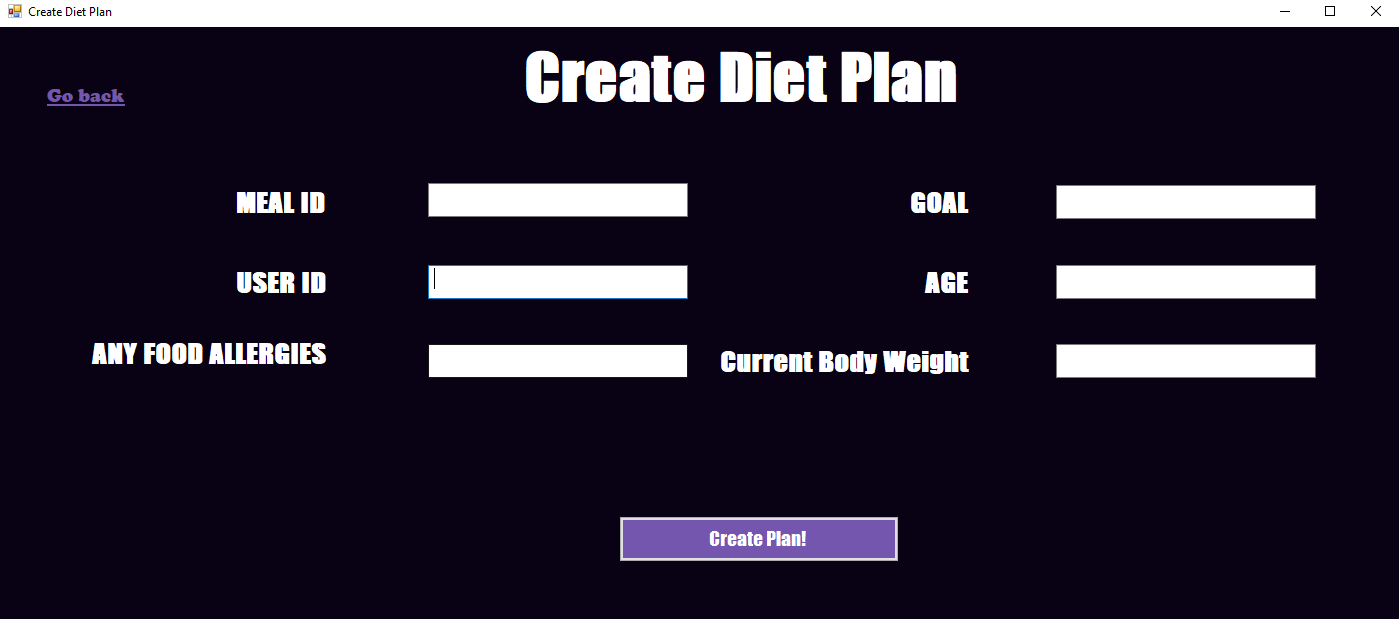 Create Diet Plan
Create Diet Plan
Go back
MEAL ID
GOAL
USER ID
AGE
ANY FOOD ALLERGIES
Current Body Weight
Create Plan!